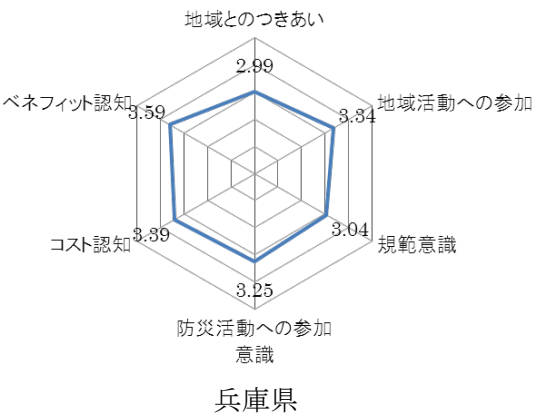 地域とのつきあい
2.99
ベネフィット認知
3.59
3.34
地域活動への参加
コスト認知
3.39
3.04
規範意識
3.25
防災活動への参加
意識
兵庫県